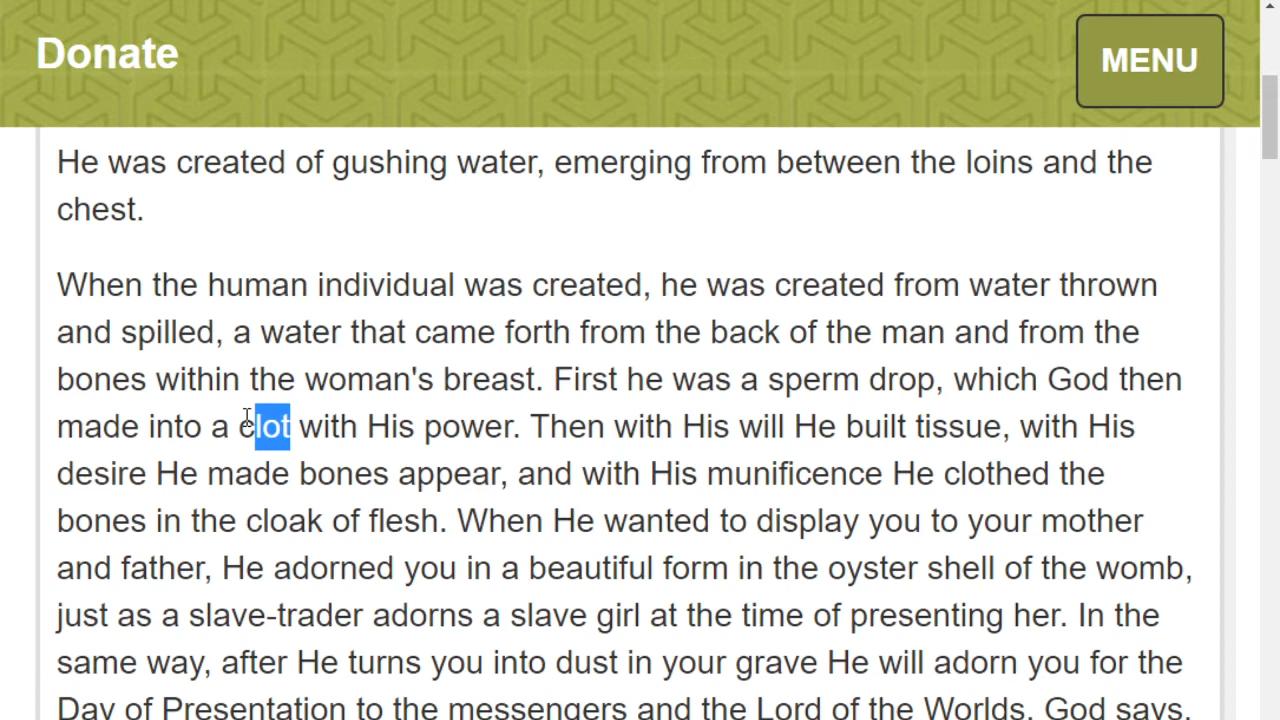 Donate
MENU
He was created of gushing water, emerging from between the loins and the
chest.
When the human individual was created, he was created from water thrown
and spilled, a water that came forth from the back of the man and from the
bones within the woman's breast. First he was a sperm drop, which God then
made into a clot with His power. Then with His will He built tissue, with His
desire He made bones appear, and with His munificence He clothed the
bones in the cloak of flesh. When He wanted to display you to your mother
and father, He adorned you in a beautiful form in the oyster shell of the womb,
just as a slave-trader adorns a slave girl at the time of presenting her. In the
same way, after He turns you into dust in your grave He will adorn you for the
Day of Presentation to the messengers and the Lord of the Worlds. God says,